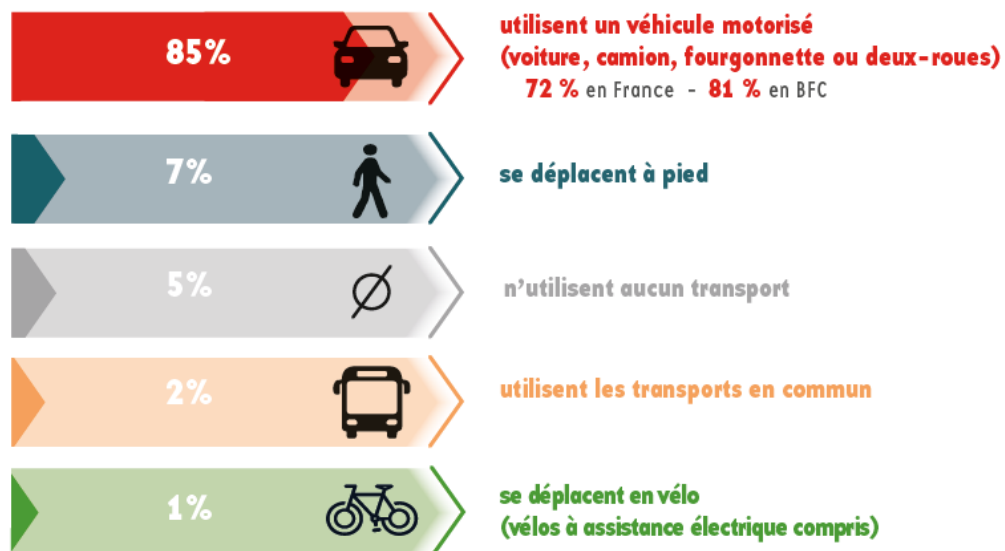 85%
utilisent un véhicule motorisé
(voiture, camion, fourgonnette ou deux-roues)
72 % en France - 81 % en BFC
7%
se déplacent à pied
5%
n'utilisent aucun transport
2%
utilisent les transports en commun
1%
se déplacent en vélo
(vélos à assistance électrique compris)